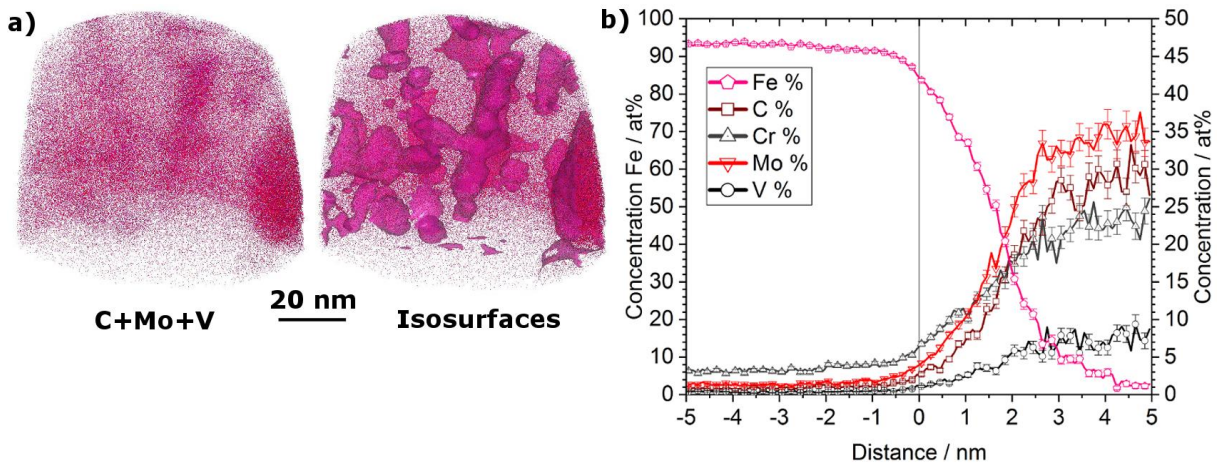 a)
C+Mo+V
20 nm
Isosurfaces
b)
100
90
80
70
60
50
40
30
20
10
0
Concentration Fe / at%
Fe %
C %
Cr %
Mo %
V %
50
45
40
35
30
25
20
15
10
5
0
Concentration / at%
-5 -4 -3 -2 -1 0 1 2 3 4 5
Distance / nm